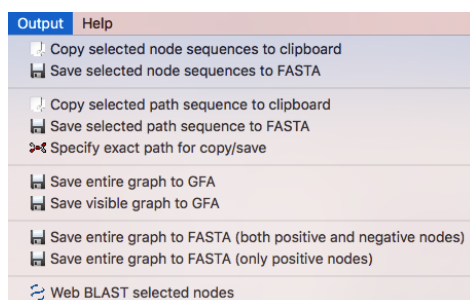 Output Help
Copy selected node sequences to clipboard
Save selected node sequences to FASTA
Copy selected path sequence to clipboard
Save selected path sequence to FASTA
Specify exact path for copy/save
Save entire graph to GFA
Save visible graph to GFA
Save entire graph to FASTA (both positive and negative nodes)
Save entire graph to FASTA (only positive nodes)
Web BLAST selected nodes